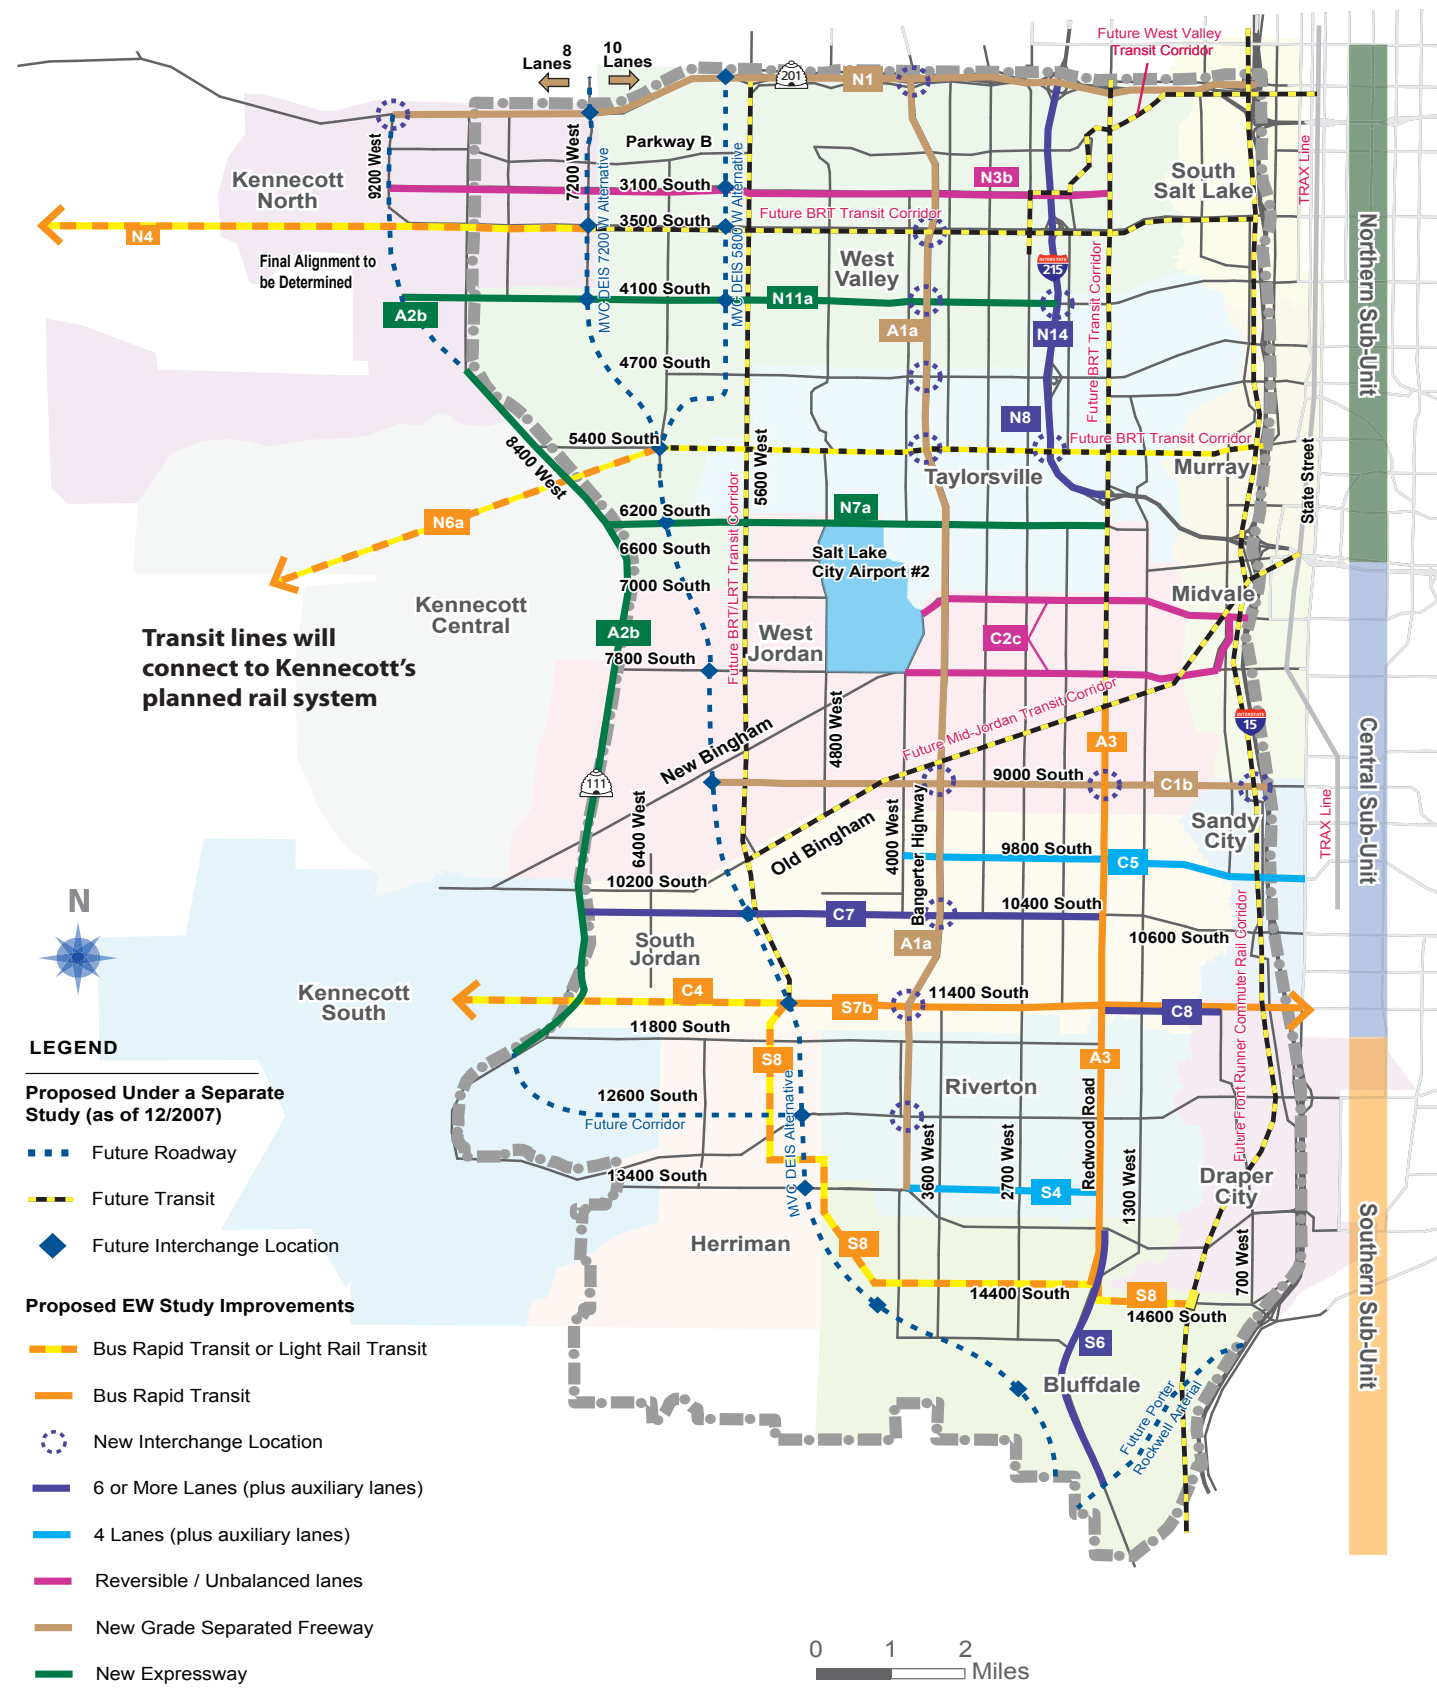 Future West Valley
Transit Corridor
8
Lanes
10
Lanes
201
N1
9200 West
7200 West
Parkway B
MVC DEIS 7200W Alternative
MVC DEIS 5800W Alternative
TRAX Line
Kennecott
North
3100 South
N3b
South
Salt Lake
N4
3500 South
Future BRT Transit Corridor
Final Alignment to
be Determined
West
Valley
INTERSTATE
215
Future BRT Transit Corridor
Northern Sub-Unit
A2b
4100 South
N11a
A1a
N14
4700 South
N8
8400 West
5400 South
5600 West
Future BRT Transit Corridor
Taylorsville
Murray
State Street
N6a
6200 South
N7a
Future BRT/LRT Transit Corridor
6600 South
Salt Lake
City Airport #2
7000 South
Kennecott
Central
Midvale
Transit lines will
connect to Kennecott's
planned rail system
A2b
West
Jordan
C2c
7800 South
4800 West
Future Mid-Jordan Transit Corridor
INTERSTATE
15
New Bingham
A3
111
9000 South
C1b
Central Sub-Unit
6400 West
Old Bingham
4000 West
Bangerter Highway
Sandy
City
TRAX Line
9800 South
C5
10200 South
N
C7
10400 South
10600 South
Future Front Runner Commuter Rail Corridor
South
Jordan
A1a
Kennecott
South
C4
S7b
11400 South
C8
11800 South
S8
A3
MVC DEIS Alternative
12600 South
Future Corridor
Riverton
Redwood Road
3600 West
2700 West
1300 West
13400 South
S4
Draper
City
Herriman
S8
700 West
Southern Sub-Unit
14400 South
S8
14600 South
S6
Bluffdale
Future Porter
Rockwell Arterial
LEGEND
Proposed Under a Separate
Study (as of 12/2007)
Future Roadway
Future Transit
Future Interchange Location
Proposed EW Study Improvements
Bus Rapid Transit or Light Rail Transit
Bus Rapid Transit
New Interchange Location
6 or More Lanes (plus auxiliary lanes)
4 Lanes (plus auxiliary lanes)
Reversible / Unbalanced lanes
New Grade Separated Freeway
New Expressway
0 1 2
Miles